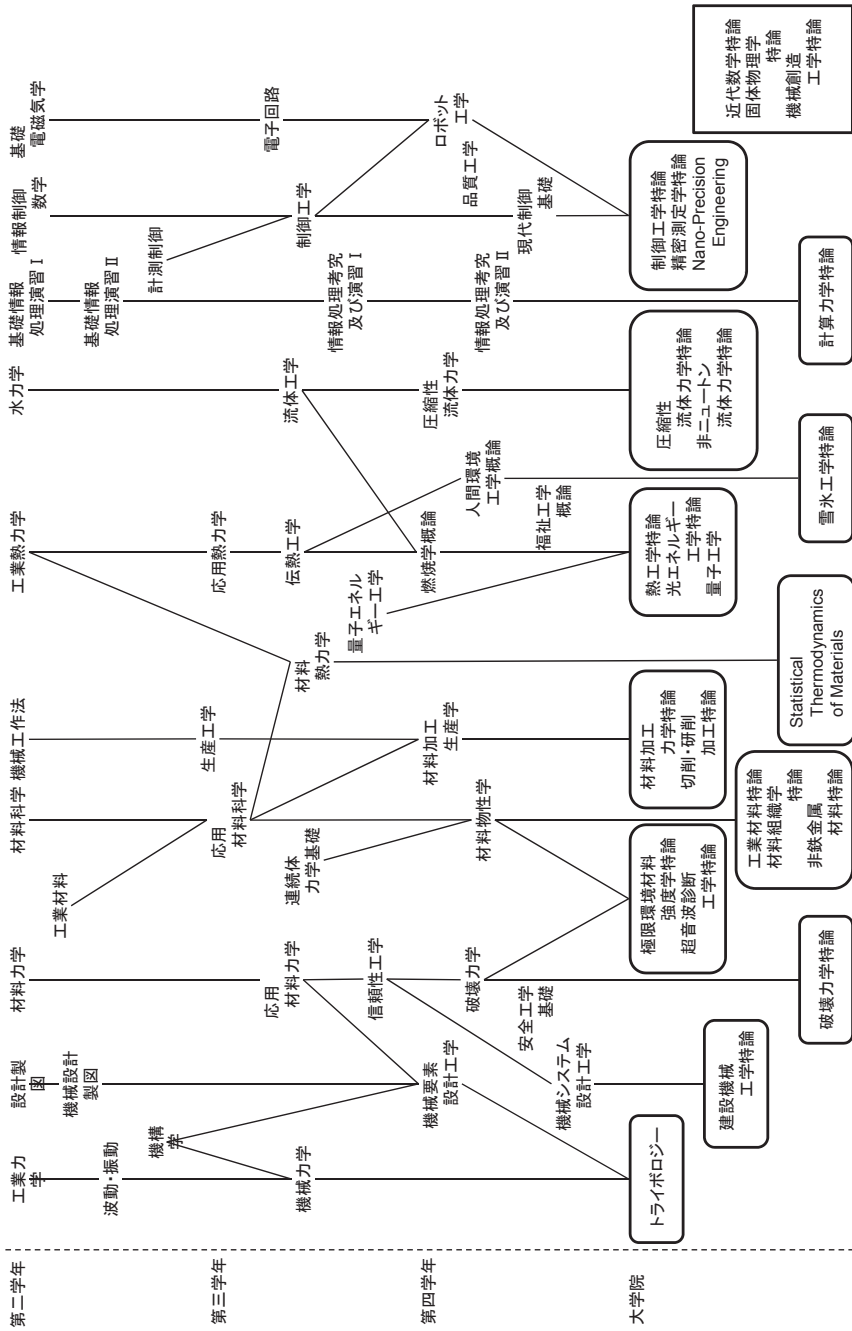 第二学年
第三学年
第四学年
大学院
工業力
学
波動・振動
機構
学
機械力学
トライボロジー
設計製
図
機械設計
製図
機械要素
設計工学
機械システム
設計工学
建設機械
工学特論
材料力学
応用
材料力学
信頼性工学
破壊力学
安全工学
基礎
破壊力学特論
工業材料
連続体
力学基礎
極限環境材料
強度学特論
超音波診断
工学特論
材料科学
応用
材料科学
材料物性学
工業材料特論
材料組織学
特論
非鉄金属
材料特論
機械工作法
生産工学
材料加工
生産学
材料加工
力学特論
切削・研削
加工特論
材料
熱力学
Statistical
Thermodynamics
of Materials
工業熱力学
応用熱力学
伝熱工学
量子エネル
ギー工学
燃焼学概論
熱工学特論
光エネルギー
工学特論
量子工学
人間環境
工学概論
福祉工学
概論
雪氷工学特論
水力学
流体工学
圧縮性
流体力学
圧縮性
流体力学特論
非ニュートン
流体力学特論
基礎情報
処理演習Ⅰ
基礎情報
処理演習Ⅱ
情報処理考究
及び演習Ⅰ
情報処理考究
及び演習Ⅱ
計算力学特論
情報制御
数学
計測制御
制御工学
現代制御
基礎
品質工学
制御工学特論
精密測定学特論
Nano-Precision
Engineering
基礎
電磁気学
電子回路
ロボット
工学
近代数学特論
固体物理学
特論
機械創造
工学特論